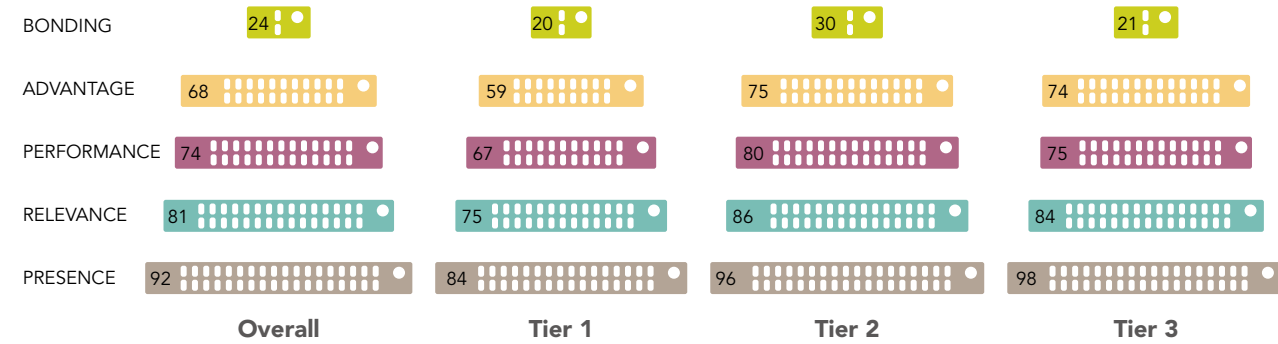 BONDING 24 20 30 21
ADVANTAGE 68 59 75 74
PERFORMANCE 74 67 80 75
RELEVANCE 81 75 86 84
PRESENCE 92 84 96 98
Overall Tier 1 Tier 2 Tier 3